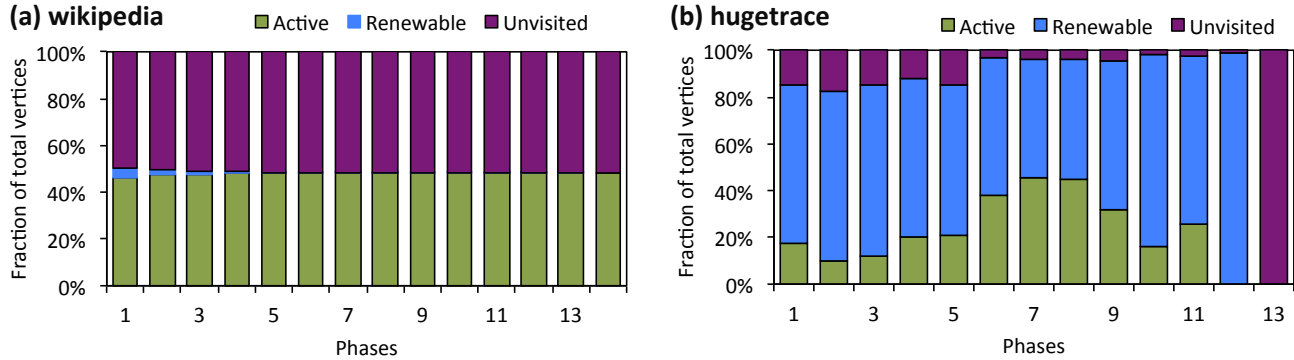 (a) wikipedia
Active Renewable Unvisited
Fraction of total vertices
100%
80%
60%
40%
20%
0%
1 3 5 7 9 11 13
Phases
(b) hugetrace
Active Renewable Unvisited
Fraction of total vertices
100%
80%
60%
40%
20%
0%
1 3 5 7 9 11 13
Phases